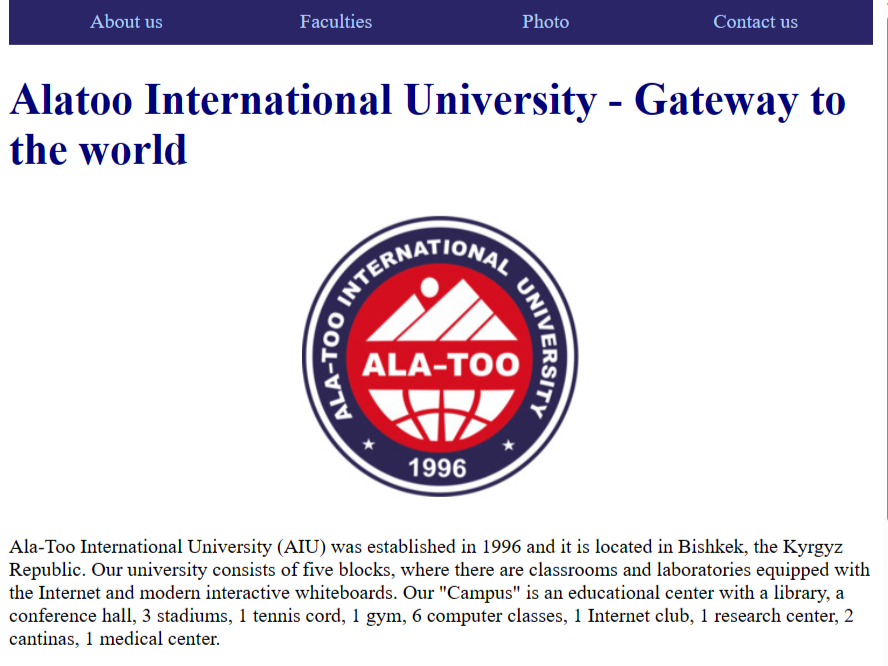 About us Faculties Photo Contact us
Alatoo International University - Gateway to
the world
ALA-TOO INTERNATIONAL UNIVERSITY
ALA-TOO
1996
Ala-Too International University (AIU) was established in 1996 and it is located in Bishkek, the Kyrgyz
Republic. Our university consists of five blocks, where there are classrooms and laboratories equipped with
the Internet and modern interactive whiteboards. Our "Campus" is an educational center with a library, a
conference hall, 3 stadiums, 1 tennis cord, 1 gym, 6 computer classes, 1 Internet club, 1 research center, 2
cantinas, 1 medical center.